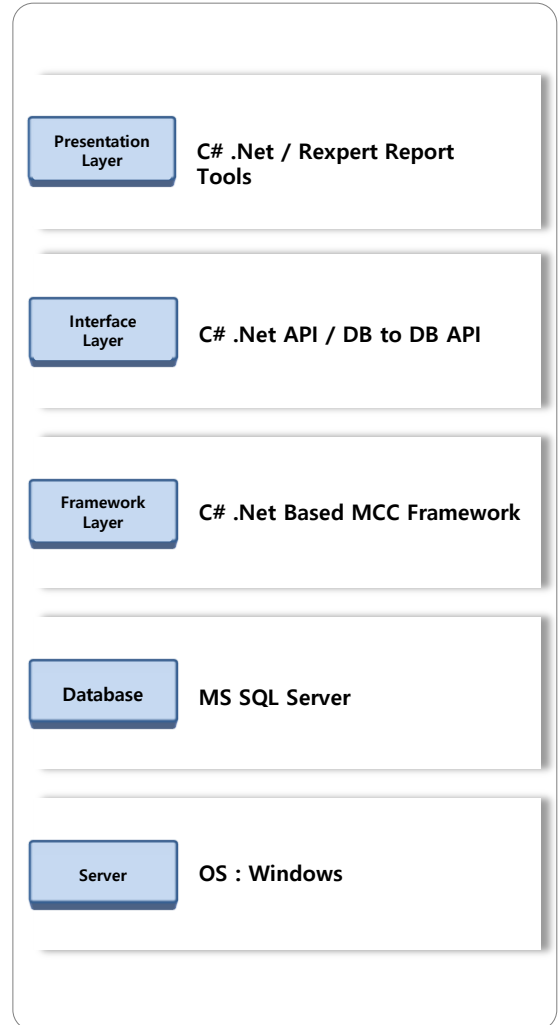 Presentation
Layer
C# .Net / Rexpert Report
Tools
Interface
Layer
C# .Net API / DB to DB API
Framework
Layer
C# .Net Based MCC Framework
Database
MS SQL Server
Server
OS : Windows